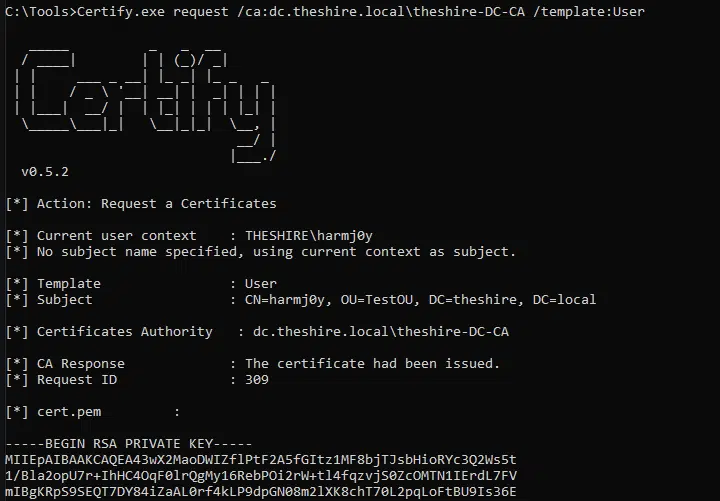 C:\Tools>Certify.exe request /ca:dc.theshire.local\theshire-DC-CA /template:User
Certify
v0.5.2
[*] Action: Request a Certificates
[*] Current user context    : THESHIRE\harmj0y
[*] No subject name specified, using current context as subject.
[*] Template                : User
[*] Subject                 : CN=harmj0y, OU=TestOU, DC=theshire, DC=local
[*] Certificates Authority   : dc.theshire.local\theshire-DC-CA
[*] CA Response             : The certificate had been issued.
[*] Request ID              : 309
[*] cert.pem         :
-----BEGIN RSA PRIVATE KEY-----
MIIEpAIBAAKCAQEA43wX2MaoDWIZflPtF2A5fGItz1MF8bjTJsbHioRYc3Q2Ws5t
1/Bla2opU7r+IhHC4OqF0lrQgMy16RebPOi2rW+tl4fqzvjS0ZcOMTN1IErdL7FV
mIBgKRpS9SEQT7DY84iZaAL0rf4kLP9dpGN08m2lXK8chT70L2pqLoFtBU9Is36E